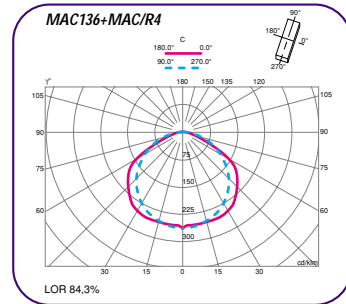 MAC136+MAC/R4
90°
180°
0°
270°
C
180.0° 0.0°
90.0° 270.0°
γ° 180 150 135 120
105 105
90 90
75 75
75
150
60 60
225
300
cd/klm
30 15 0 15 30
LOR 84,3%